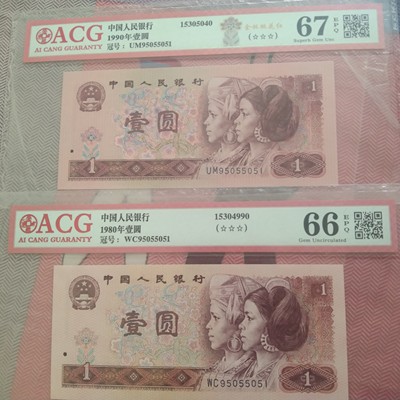 ACG
AI CANG GUARANTY
中国人民银行
1990年壹圆
冠号：UM95055051
15305040
(☆☆☆)
67 EPQ
Superb Gem Unc
中国人民银行
壹圆
1
1
UM95055051
1
ACG
AI CANG GUARANTY
中国人民银行
1980年壹圆
冠号：WC95055051
15304990
(☆☆☆)
66 EPQ
Gem Uncirculated
中国人民银行
壹圆
1
1
WC95055051
1